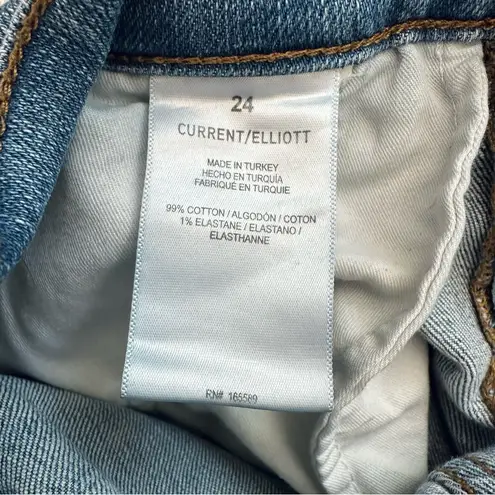 24
CURRENT/ELLIOTT
MADE IN TURKEY
HECHO EN TURQUÍA
FABRIQUÉ EN TURQUIE
99% COTTON / ALGODÓN / COTON
1% ELASTANE / ELASTANO /
ELASTHANNE
RN# 165589